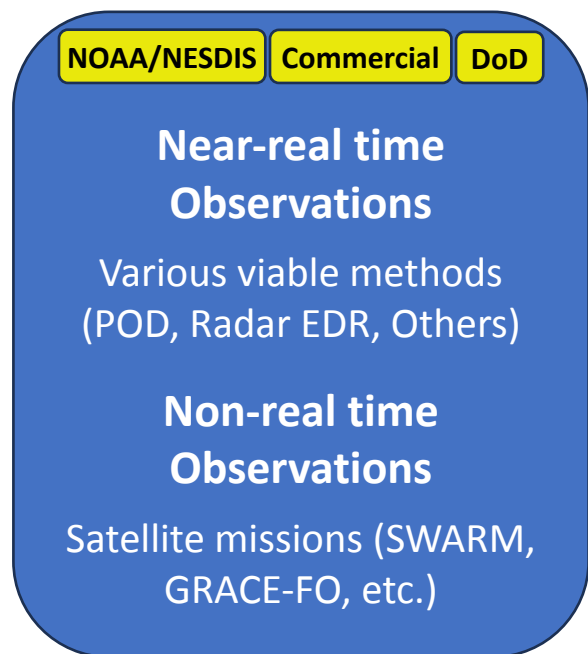 NOAA/NESDIS Commercial DoD
Near-real time
Observations
Various viable methods
(POD, Radar EDR, Others)
Non-real time
Observations
Satellite missions (SWARM,
GRACE-FO, etc.)